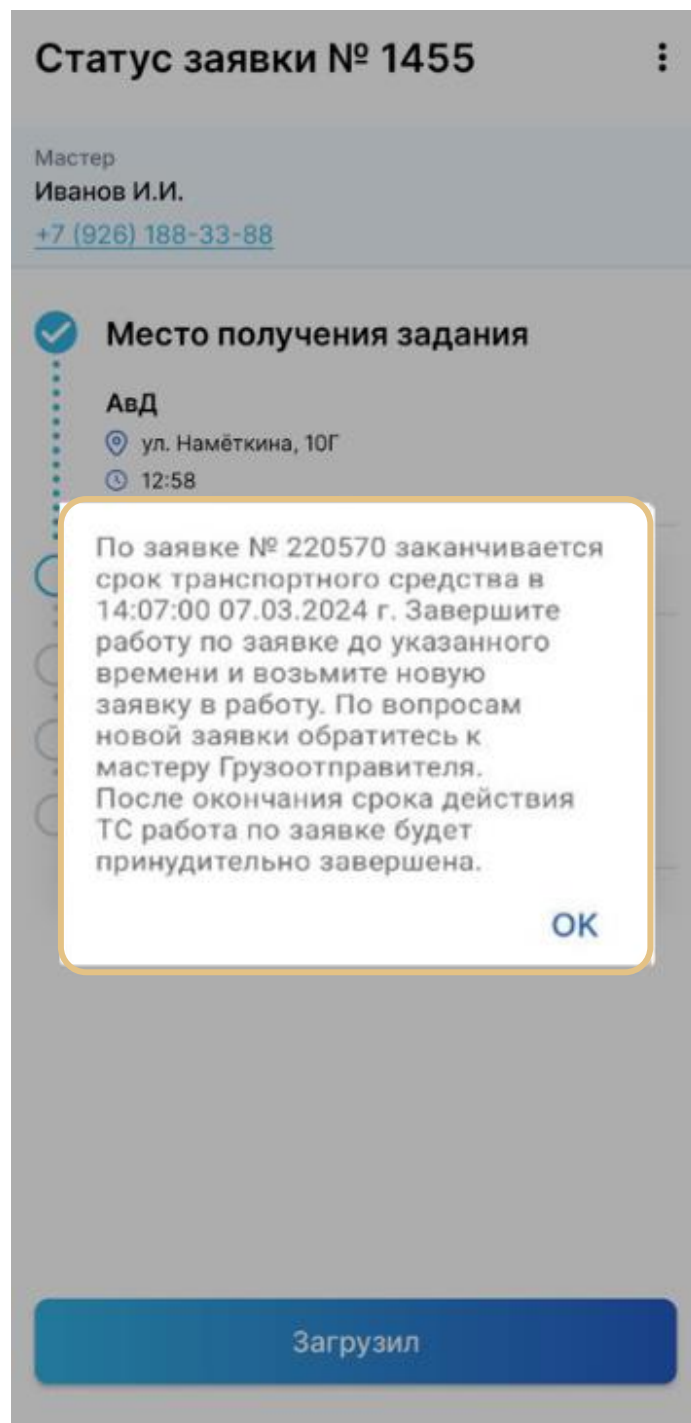 Статус заявки № 1455
Мастер
Иванов И.И.
+7 (926) 188-33-88
Место получения задания
АвД
ул. Намёткина, 10Г
12:58
По заявке № 220570 заканчивается
срок транспортного средства в
14:07:00 07.03.2024 г. Завершите
работу по заявке до указанного
времени и возьмите новую
заявку в работу. По вопросам
новой заявки обратитесь к
мастеру Грузоотправителя.
После окончания срока действия
ТС работа по заявке будет
принудительно завершена.
ОК
Загрузил